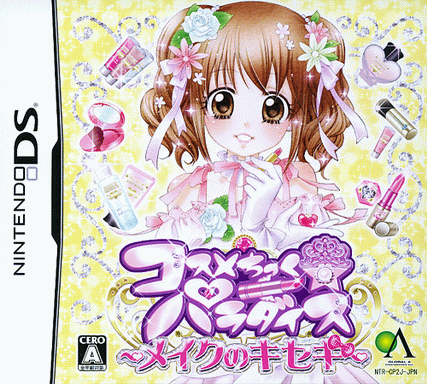 NINTENDO DS
コスメちっく
パラダイス
～メイクのキセキ～
CERO
A
GLOBAL A
NTR-CP2J-JPN